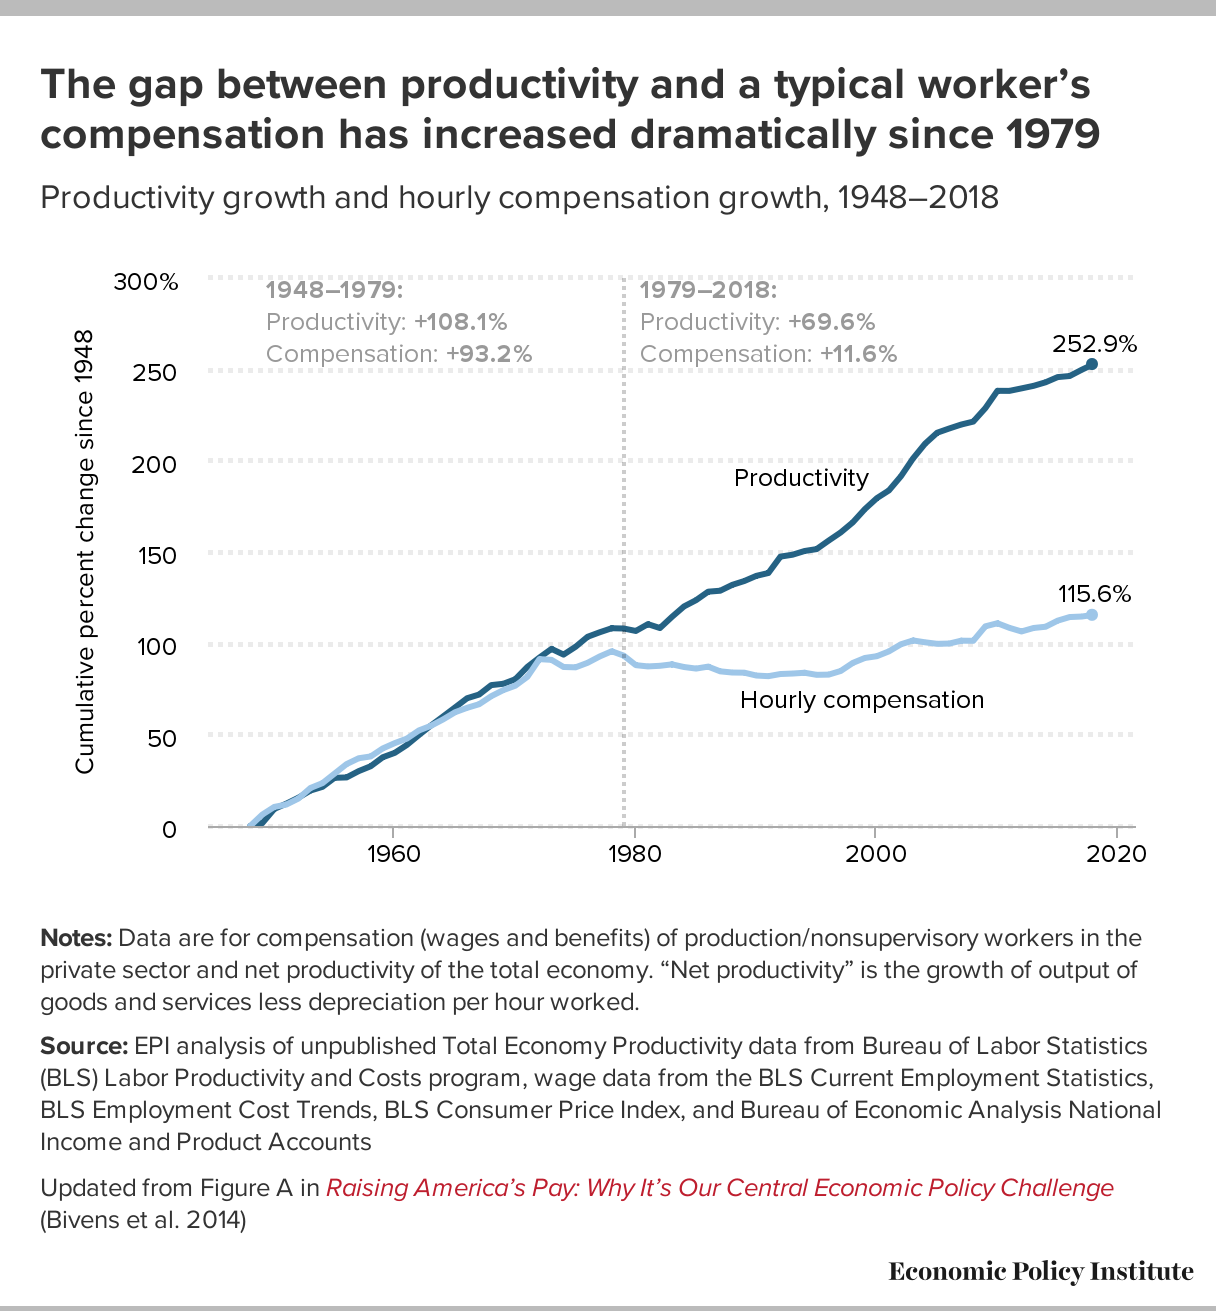 The gap between productivity and a typical worker’s
compensation has increased dramatically since 1979
Productivity growth and hourly compensation growth, 1948–2018
Cumulative percent change since 1948
300%
250
200
150
100
50
0
1948–1979:
Productivity: +108.1%
Compensation: +93.2%
1979–2018:
Productivity: +69.6%
Compensation: +11.6%
252.9%
Productivity
115.6%
Hourly compensation
1960
1980
2000
2020
Notes: Data are for compensation (wages and benefits) of production/nonsupervisory workers in the
private sector and net productivity of the total economy. “Net productivity” is the growth of output of
goods and services less depreciation per hour worked.
Source: EPI analysis of unpublished Total Economy Productivity data from Bureau of Labor Statistics
(BLS) Labor Productivity and Costs program, wage data from the BLS Current Employment Statistics,
BLS Employment Cost Trends, BLS Consumer Price Index, and Bureau of Economic Analysis National
Income and Product Accounts
Updated from Figure A in Raising America’s Pay: Why It’s Our Central Economic Policy Challenge
(Bivens et al. 2014)
Economic Policy Institute